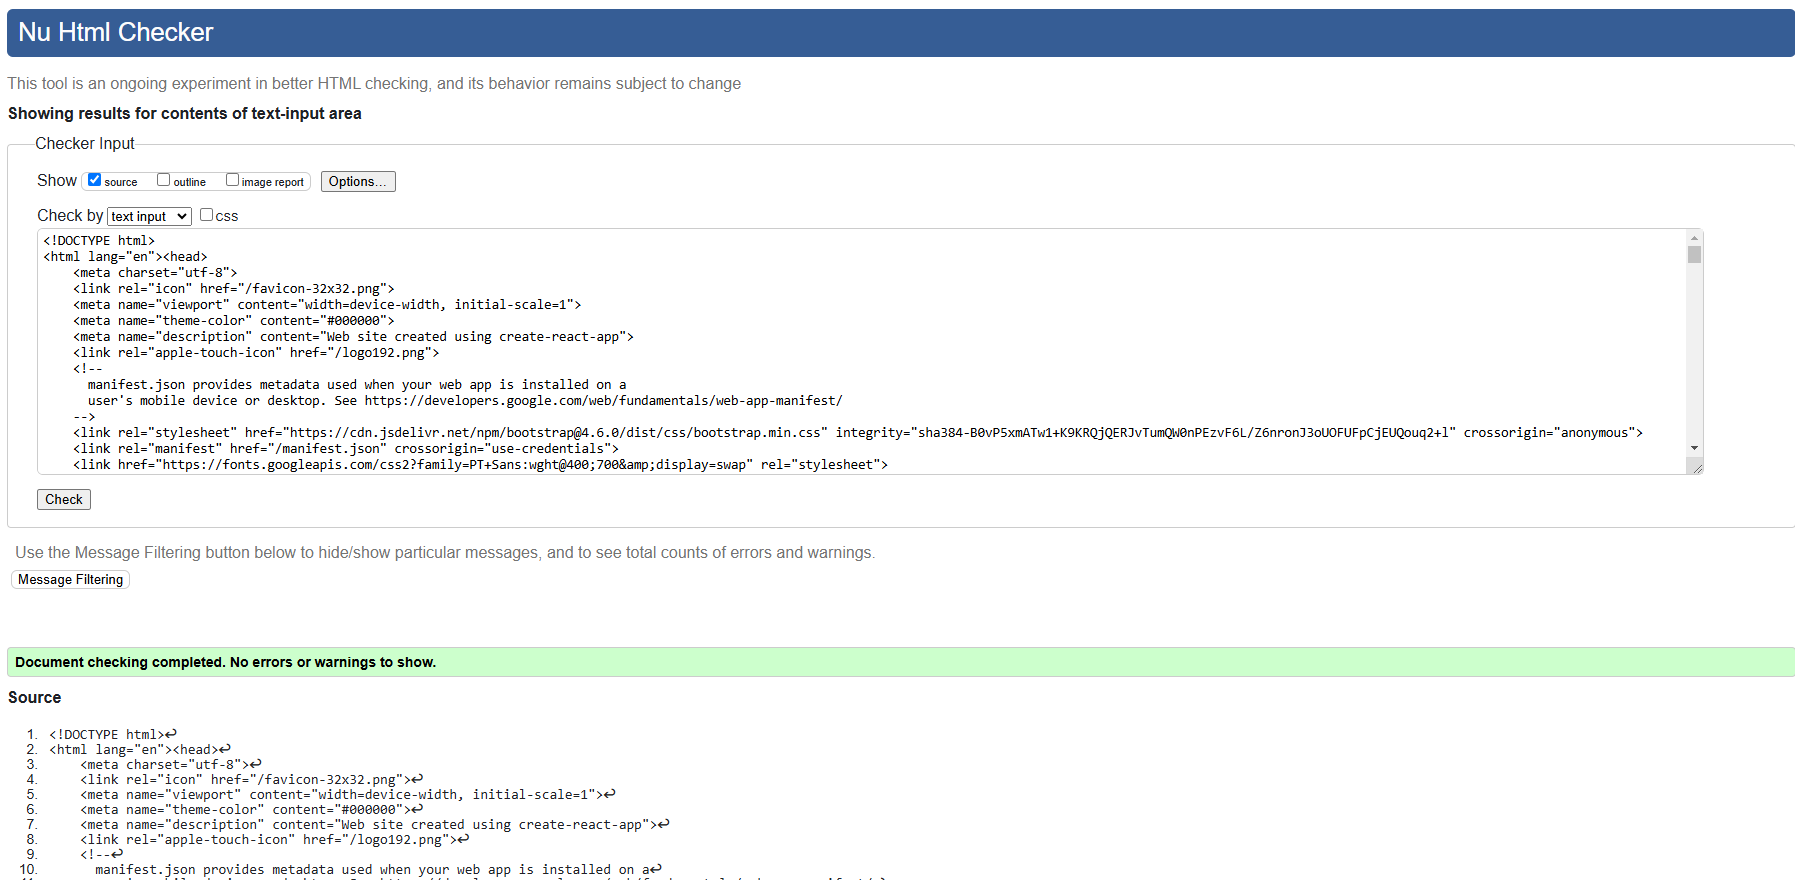 Nu Html Checker
This tool is an ongoing experiment in better HTML checking, and its behavior remains subject to change
Showing results for contents of text-input area
Checker Input
Show source outline image report Options...
Check by text input css
<!DOCTYPE html>
<html lang="en"><head>
<meta charset="utf-8">
<link rel="icon" href="/favicon-32x32.png">
<meta name="viewport" content="width=device-width, initial-scale=1">
<meta name="theme-color" content="#000000">
<meta name="description" content="Web site created using create-react-app">
<link rel="apple-touch-icon" href="/logo192.png">
<!--
manifest.json provides metadata used when your web app is installed on a
user's mobile device or desktop. See https://developers.google.com/web/fundamentals/web-app-manifest/
-->
<link rel="stylesheet" href="https://cdn.jsdelivr.net/npm/bootstrap@4.6.0/dist/css/bootstrap.min.css" integrity="sha384-B0vP5xmATw1+K9KRQjQERJvTumQW0nPEzvF6L/Z6nronJ3oUOFUFpCjEUQouq2+l" crossorigin="anonymous">
<link rel="manifest" href="/manifest.json" crossorigin="use-credentials">
<link href="https://fonts.googleapis.com/css2?family=PT+Sans:wght@400;700&amp;display=swap" rel="stylesheet">
Check
Use the Message Filtering button below to hide/show particular messages, and to see total counts of errors and warnings.
Message Filtering
Document checking completed. No errors or warnings to show.
Source
1. <!DOCTYPE html>↩
2. <html lang="en"><head>↩
3. <meta charset="utf-8">↩
4. <link rel="icon" href="/favicon-32x32.png">↩
5. <meta name="viewport" content="width=device-width, initial-scale=1">↩
6. <meta name="theme-color" content="#000000">↩
7. <meta name="description" content="Web site created using create-react-app">↩
8. <link rel="apple-touch-icon" href="/logo192.png">↩
9. <!--↩
10. manifest.json provides metadata used when your web app is installed on a↩